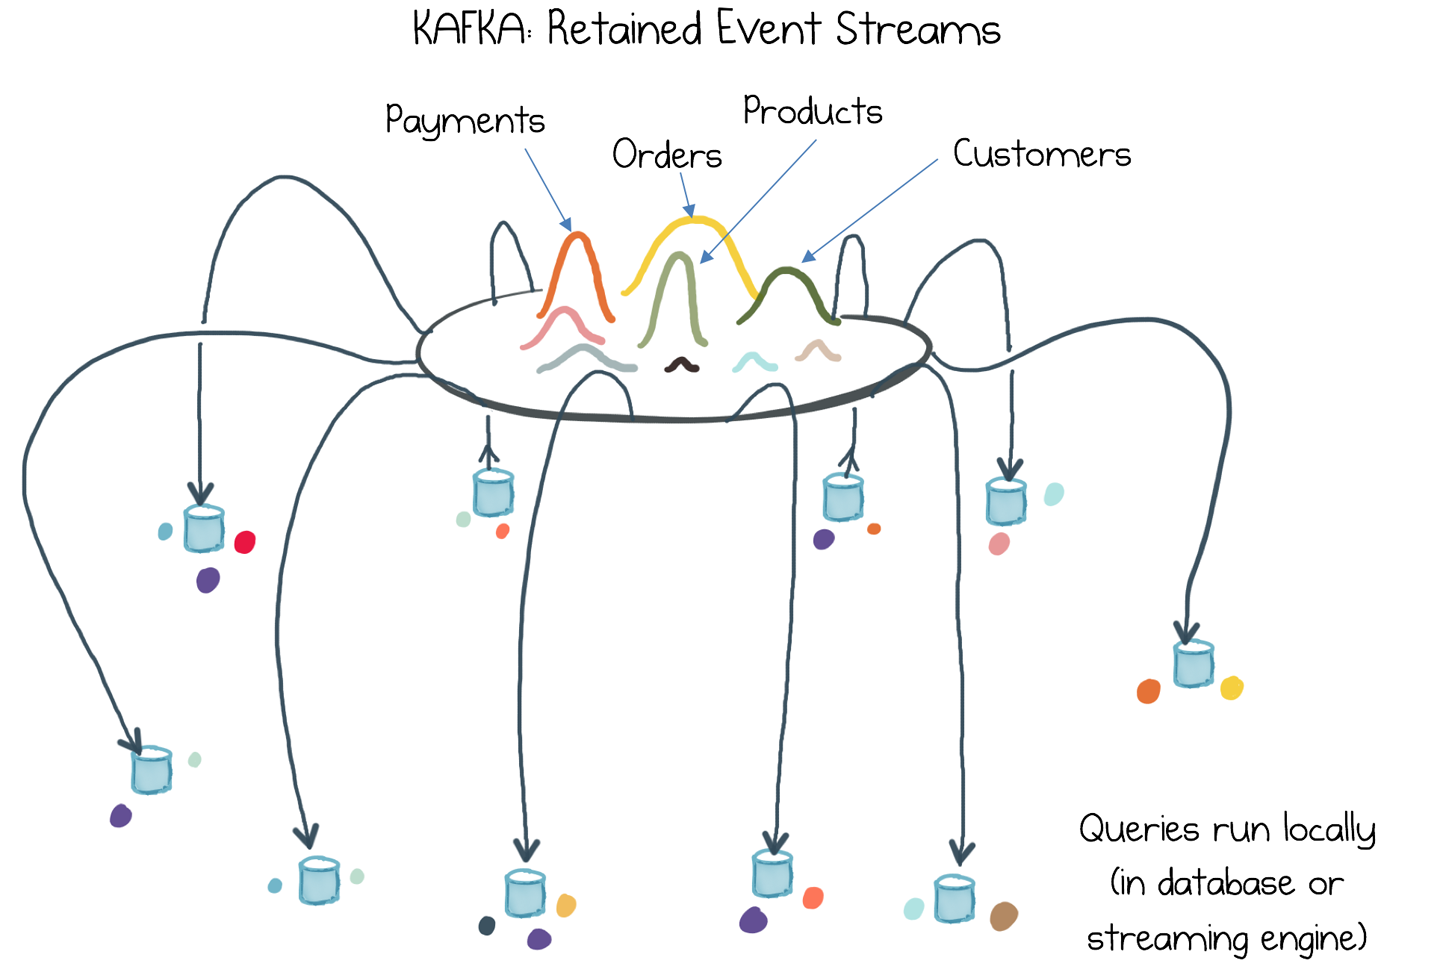 KAFKA: Retained Event Streams
Payments
Orders
Products
Customers
Queries run locally
(in database or
streaming engine)